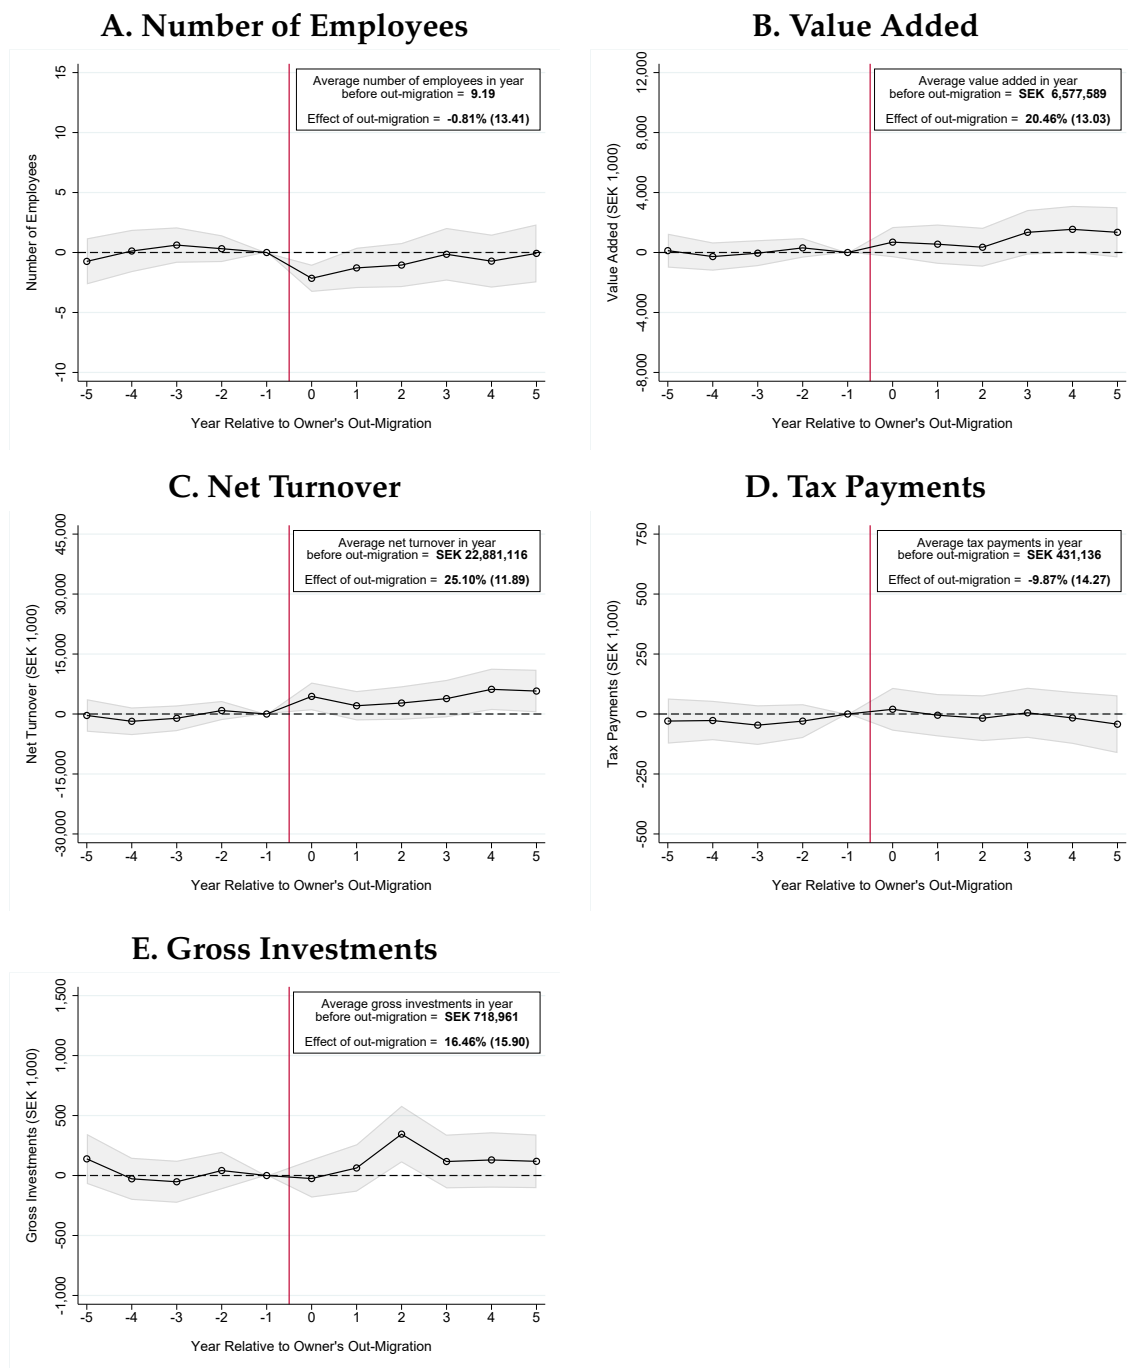 A. Number of Employees
15
10
5
0
-5
-10
Number of Employees
Average number of employees in year
before out-migration = 9.19
Effect of out-migration = -0.81% (13.41)
-5 -4 -3 -2 -1 0 1 2 3 4 5
Year Relative to Owner's Out-Migration
B. Value Added
12,000
8,000
4,000
0
-4,000
-8,000
Value Added (SEK 1,000)
Average value added in year
before out-migration = SEK 6,577,589
Effect of out-migration = 20.46% (13.03)
-5 -4 -3 -2 -1 0 1 2 3 4 5
Year Relative to Owner's Out-Migration
C. Net Turnover
45,000
30,000
15,000
0
-15,000
-30,000
Net Turnover (SEK 1,000)
Average net turnover in year
before out-migration = SEK 22,881,116
Effect of out-migration = 25.10% (11.89)
-5 -4 -3 -2 -1 0 1 2 3 4 5
Year Relative to Owner's Out-Migration
D. Tax Payments
750
500
250
0
-250
-500
Tax Payments (SEK 1,000)
Average tax payments in year
before out-migration = SEK 431,136
Effect of out-migration = -9.87% (14.27)
-5 -4 -3 -2 -1 0 1 2 3 4 5
Year Relative to Owner's Out-Migration
E. Gross Investments
1,500
1,000
500
0
-500
-1,000
Gross Investments (SEK 1,000)
Average gross investments in year
before out-migration = SEK 718,961
Effect of out-migration = 16.46% (15.90)
-5 -4 -3 -2 -1 0 1 2 3 4 5
Year Relative to Owner's Out-Migration